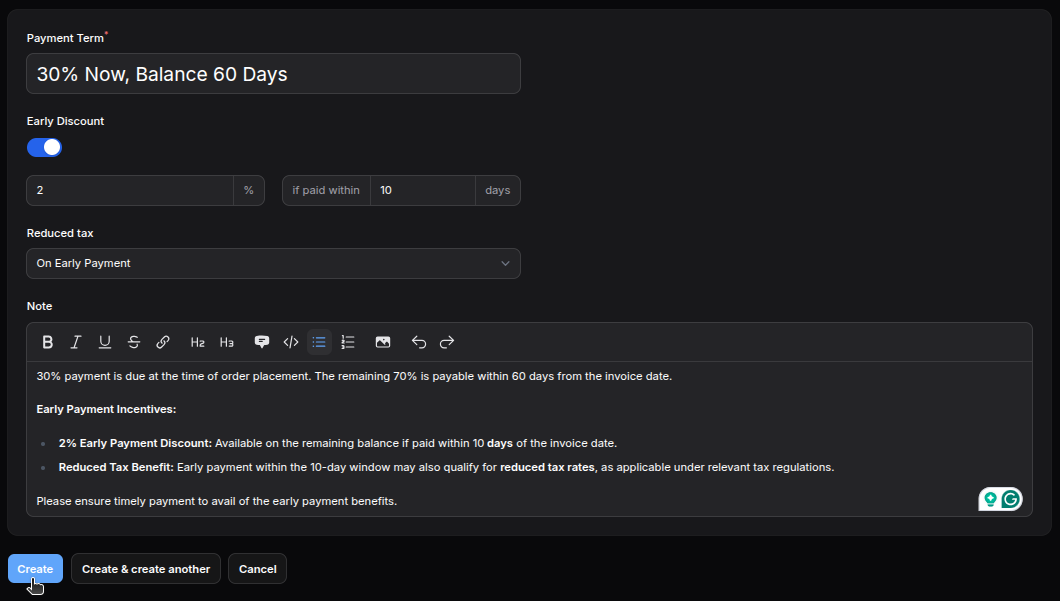 Payment Term*
30% Now, Balance 60 Days
Early Discount
2 %
if paid within 10 days
Reduced tax
On Early Payment
Note
B I U S H2 H3
30% payment is due at the time of order placement. The remaining 70% is payable within 60 days from the invoice date.
Early Payment Incentives:
2% Early Payment Discount: Available on the remaining balance if paid within 10 days of the invoice date.
Reduced Tax Benefit: Early payment within the 10-day window may also qualify for reduced tax rates, as applicable under relevant tax regulations.
Please ensure timely payment to avail of the early payment benefits.
Create
Create & create another
Cancel